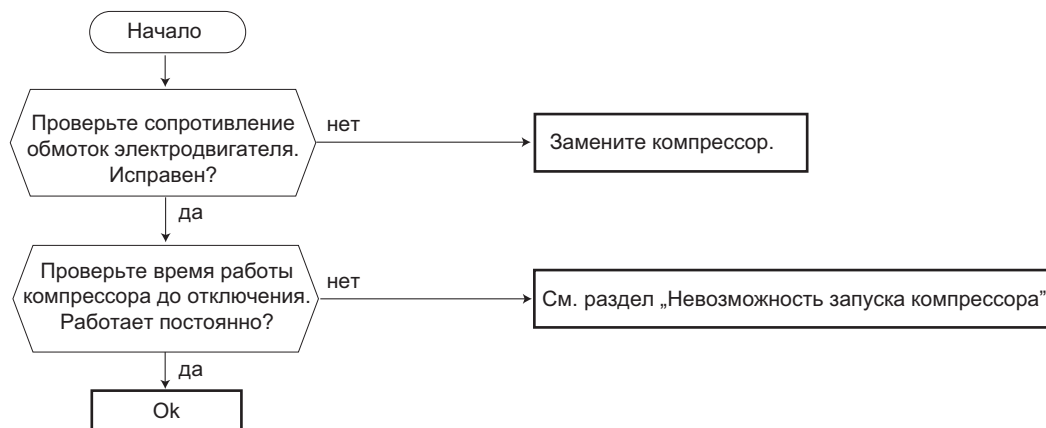 Начало
Проверьте сопротивление
обмоток электродвигателя.
Исправен?
нет
Замените компрессор.
да
Проверьте время работы
компрессора до отключения.
Работает постоянно?
нет
См. раздел „Невозможность запуска компрессора”
да
Ok